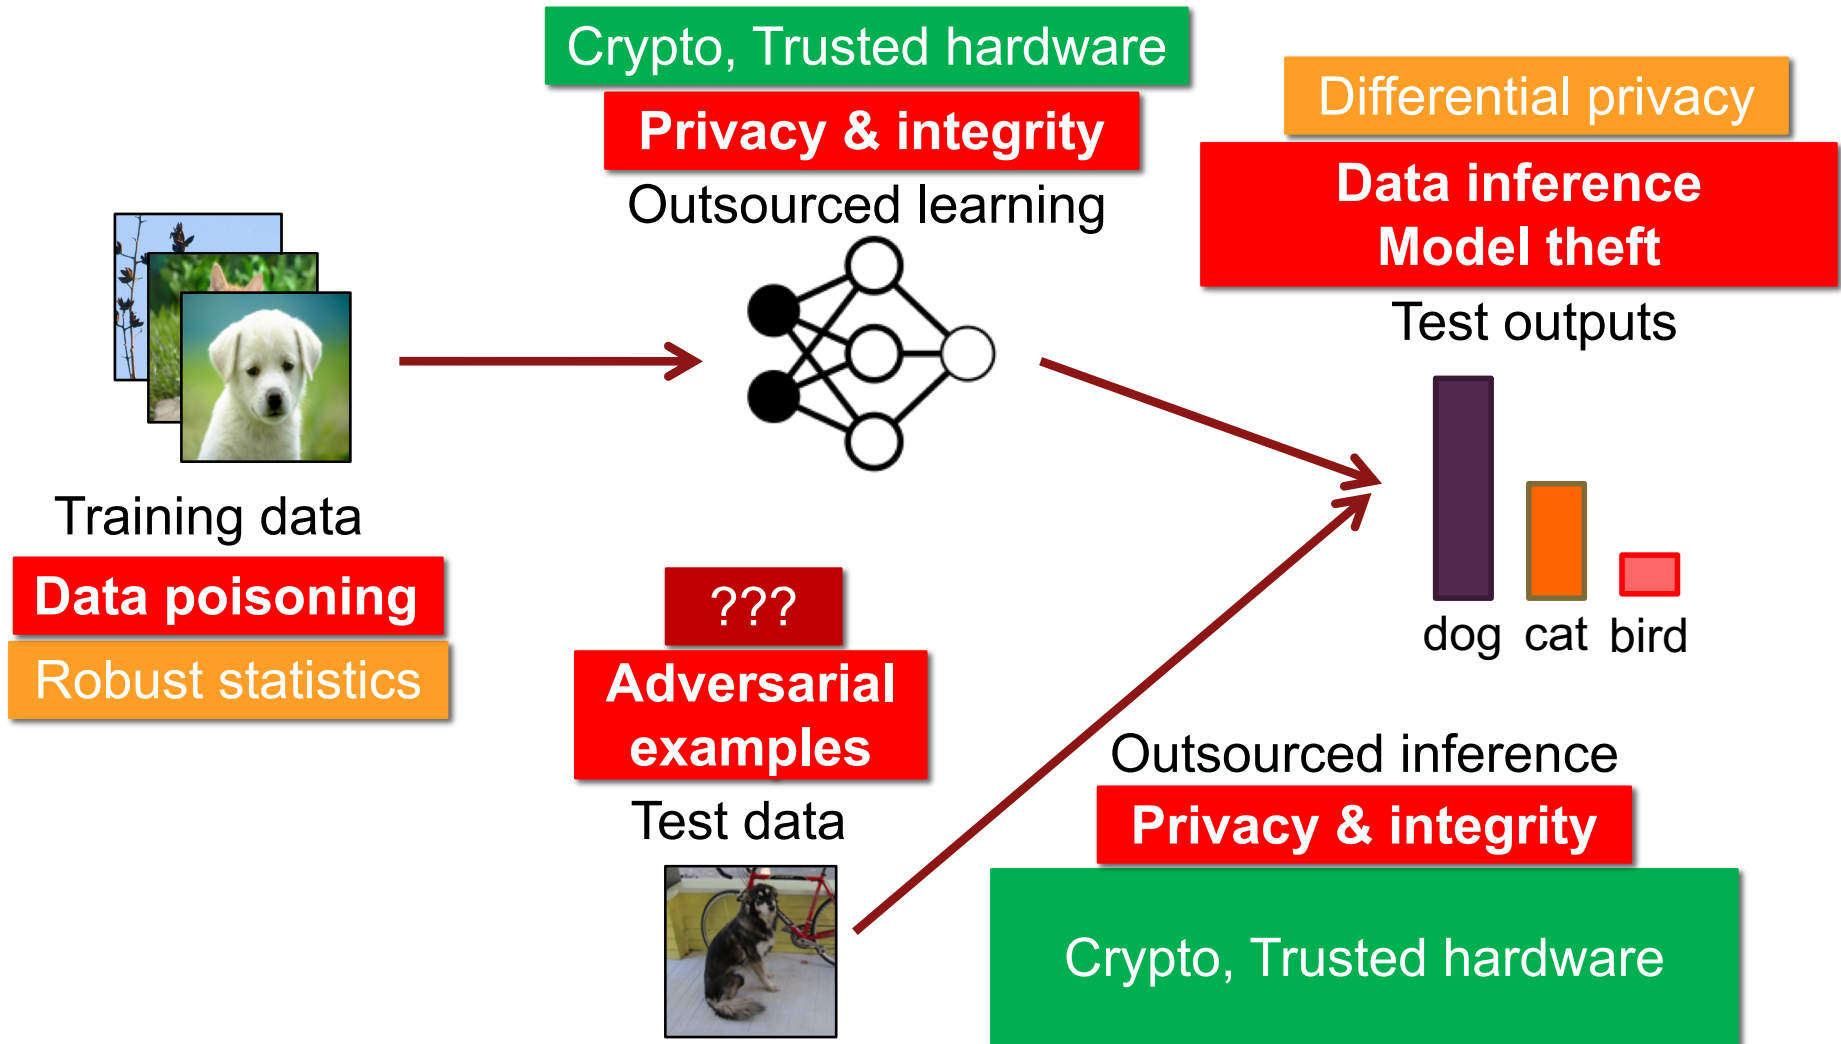 Crypto, Trusted hardware
Privacy & integrity
Outsourced learning
Differential privacy
Data inference
Model theft
Test outputs
Training data
Data poisoning
Robust statistics
???
Adversarial
examples
Test data
dog cat bird
Outsourced inference
Privacy & integrity
Crypto, Trusted hardware